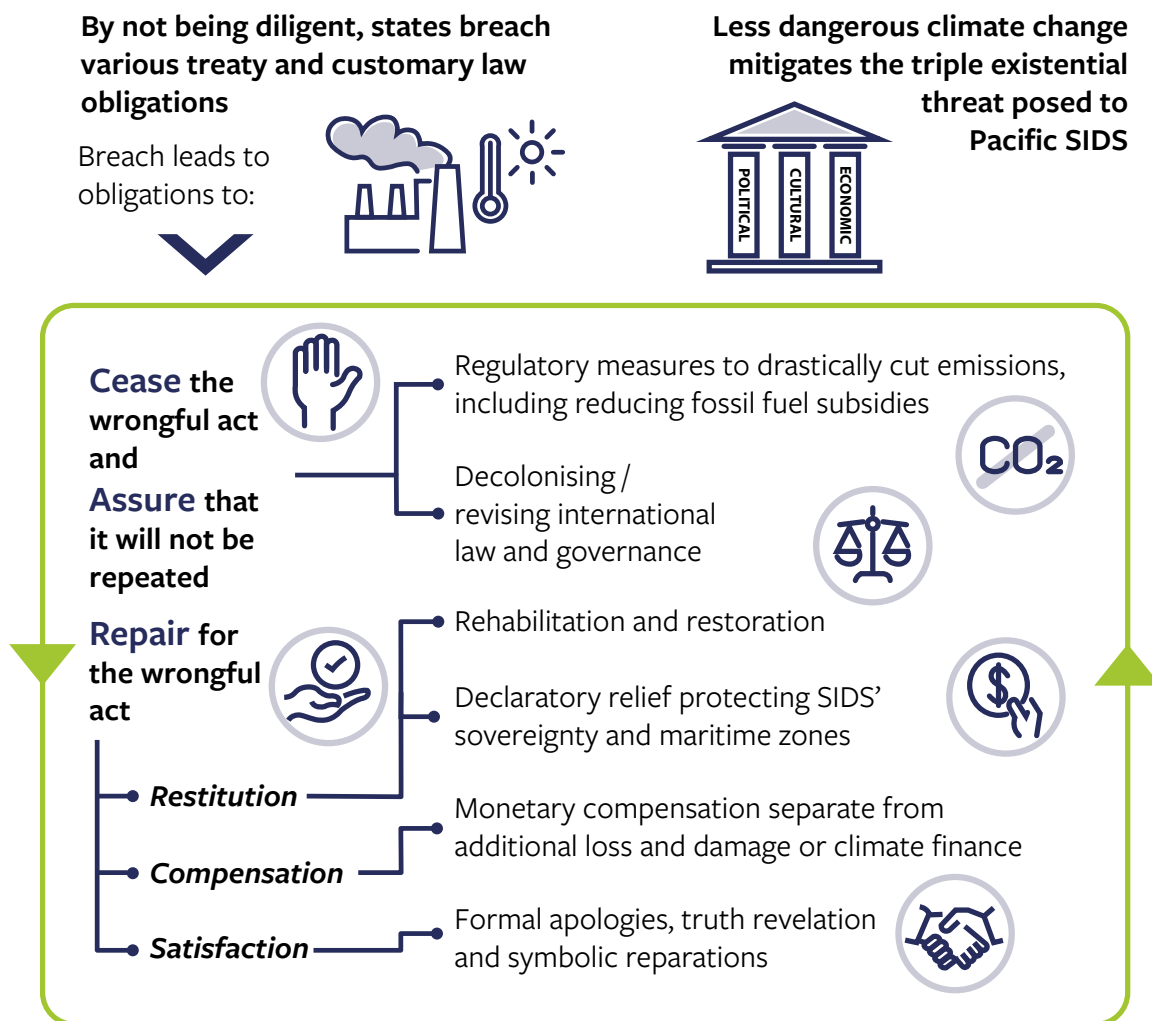 By not being diligent, states breach
various treaty and customary law
obligations
Breach leads to
obligations to:
Less dangerous climate change
mitigates the triple existential
threat posed to
Pacific SIDS
POLITICAL
CULTURAL
ECONOMIC
Cease the
wrongful act
and
Assure that
it will not be
repeated
Regulatory measures to drastically cut emissions,
including reducing fossil fuel subsidies
CO₂
Decolonising /
revising international
law and governance
Repair for
the wrongful
act
Restitution
Rehabilitation and restoration
Declaratory relief protecting SIDS’
sovereignty and maritime zones
$
Compensation
Monetary compensation separate from
additional loss and damage or climate finance
Satisfaction
Formal apologies, truth revelation
and symbolic reparations